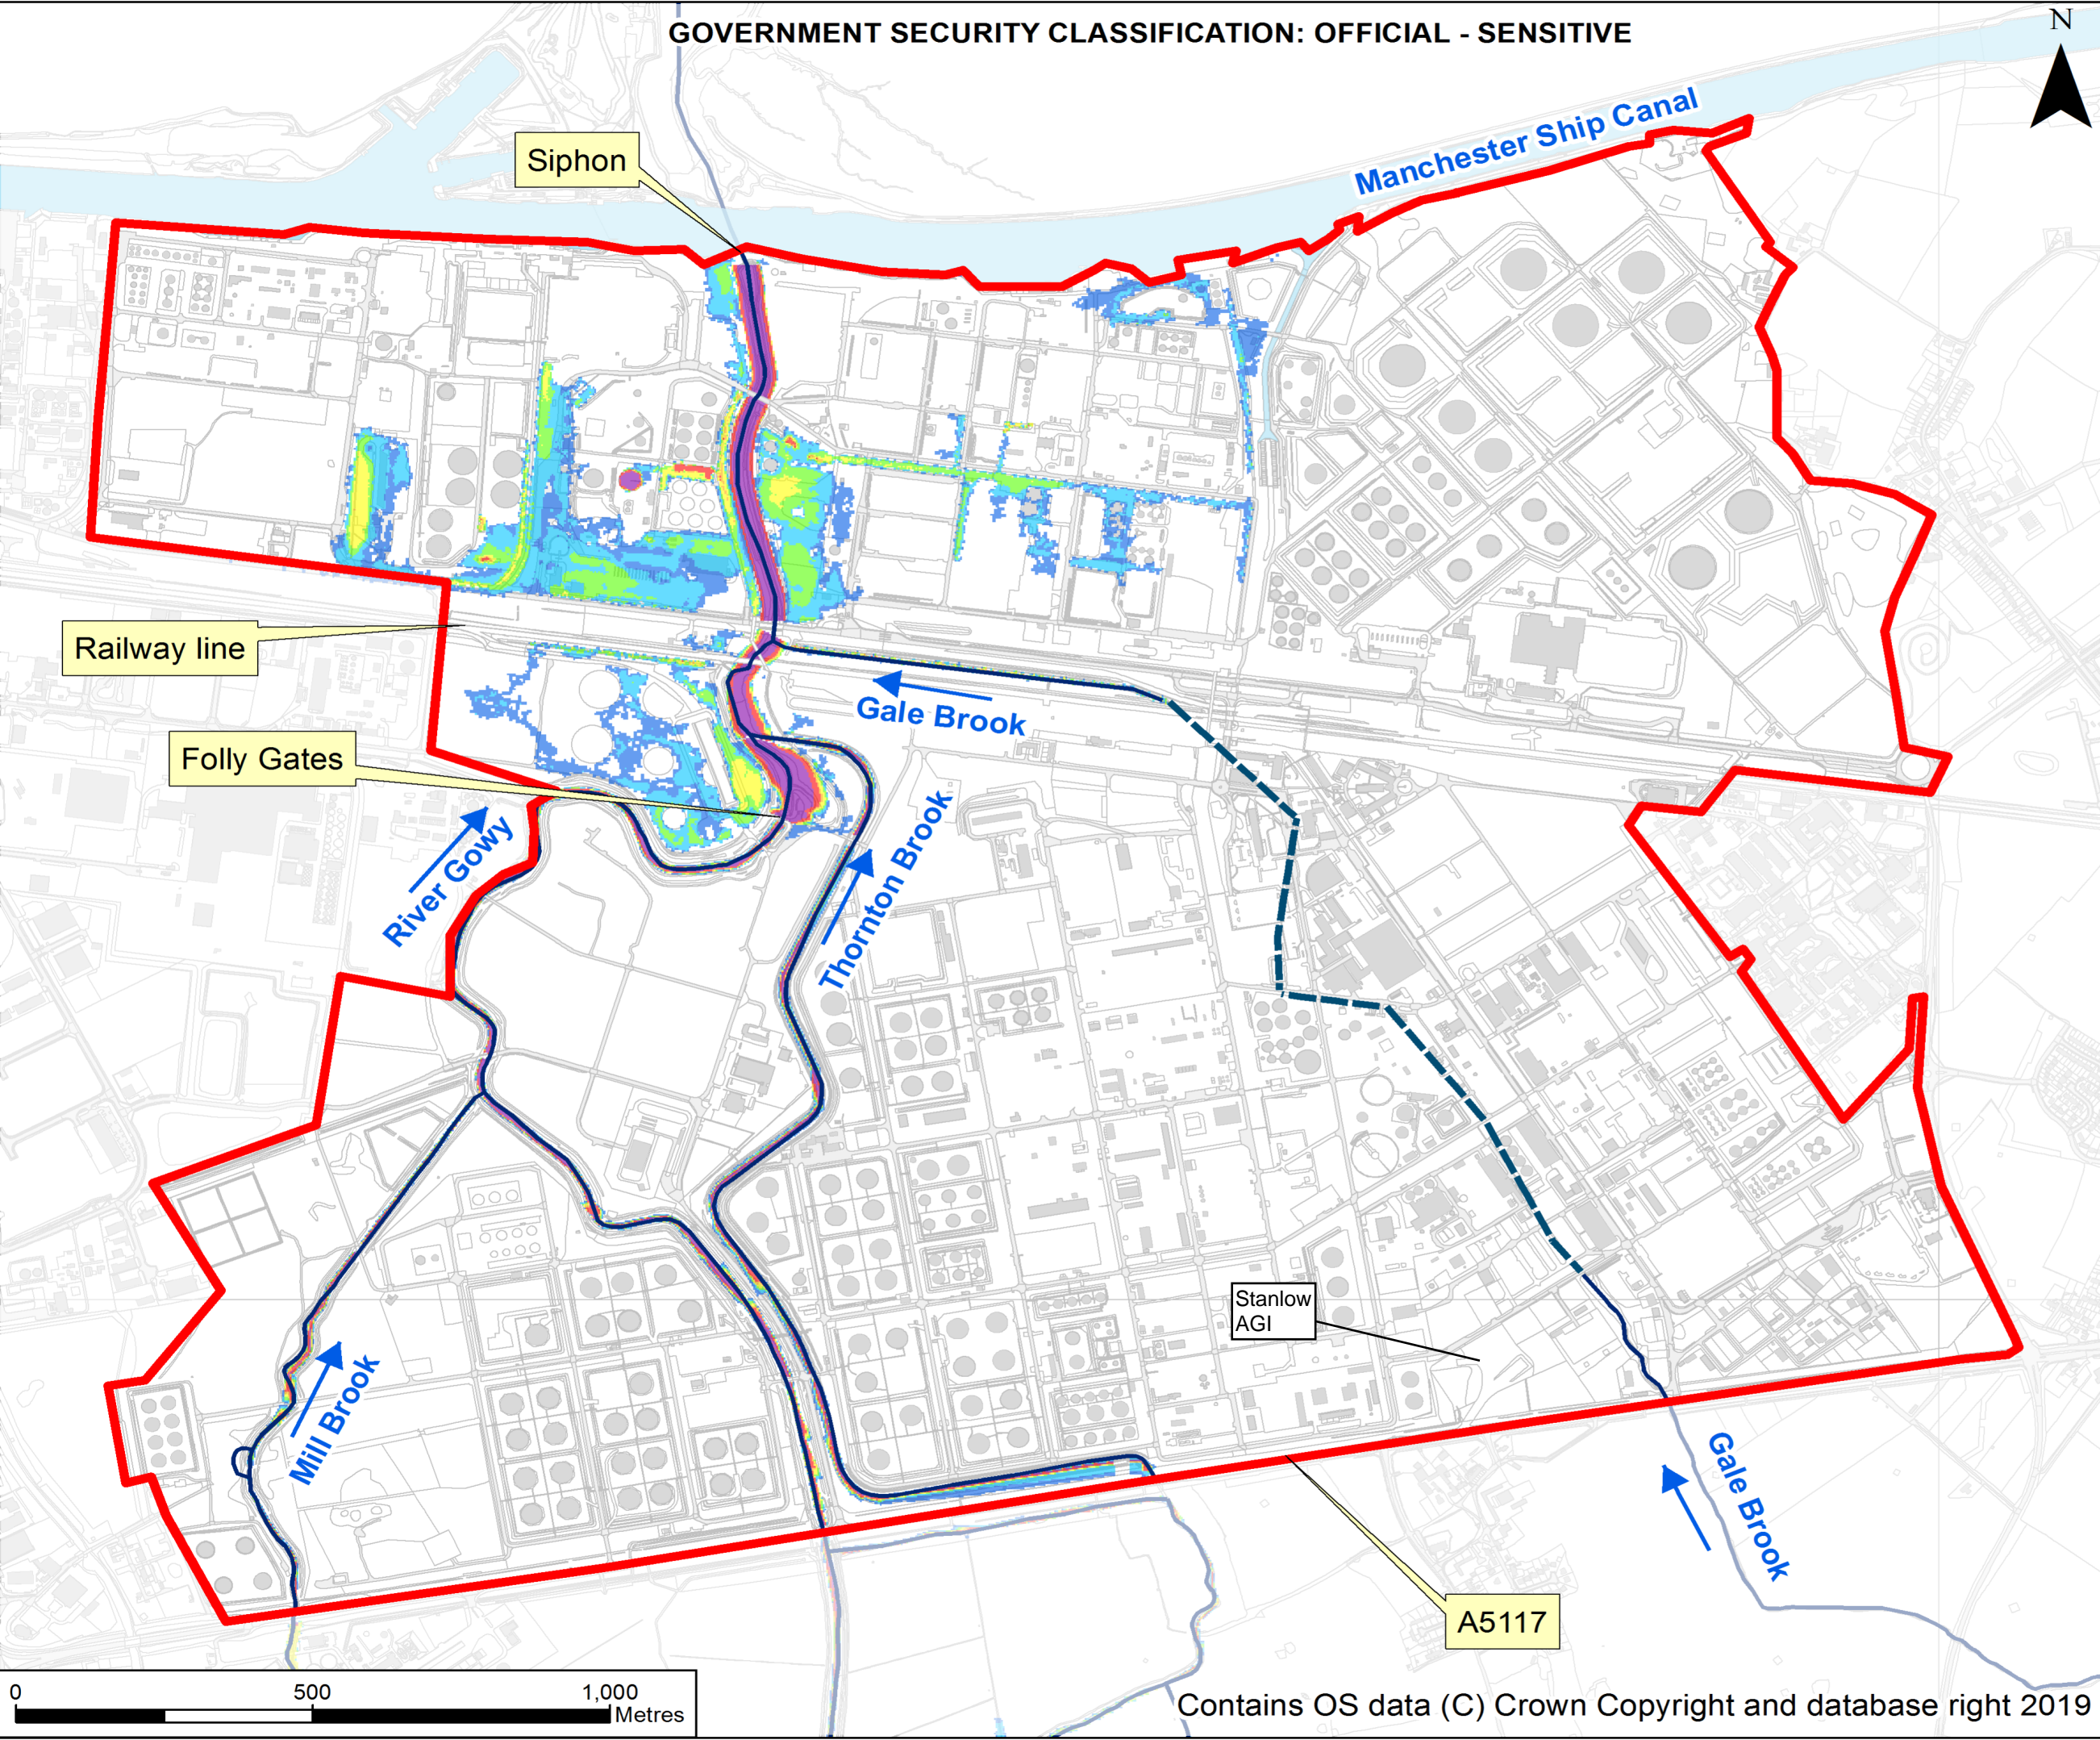 GOVERNMENT SECURITY CLASSIFICATION: OFFICIAL - SENSITIVE
N
Manchester Ship Canal
Siphon
Railway line
Gale Brook
Folly Gates
River Gowy
Thornton Brook
Stanlow
AGI
Mill Brook
Gale Brook
A5117
0 500 1,000
Metres
Contains OS data (C) Crown Copyright and database right 2019